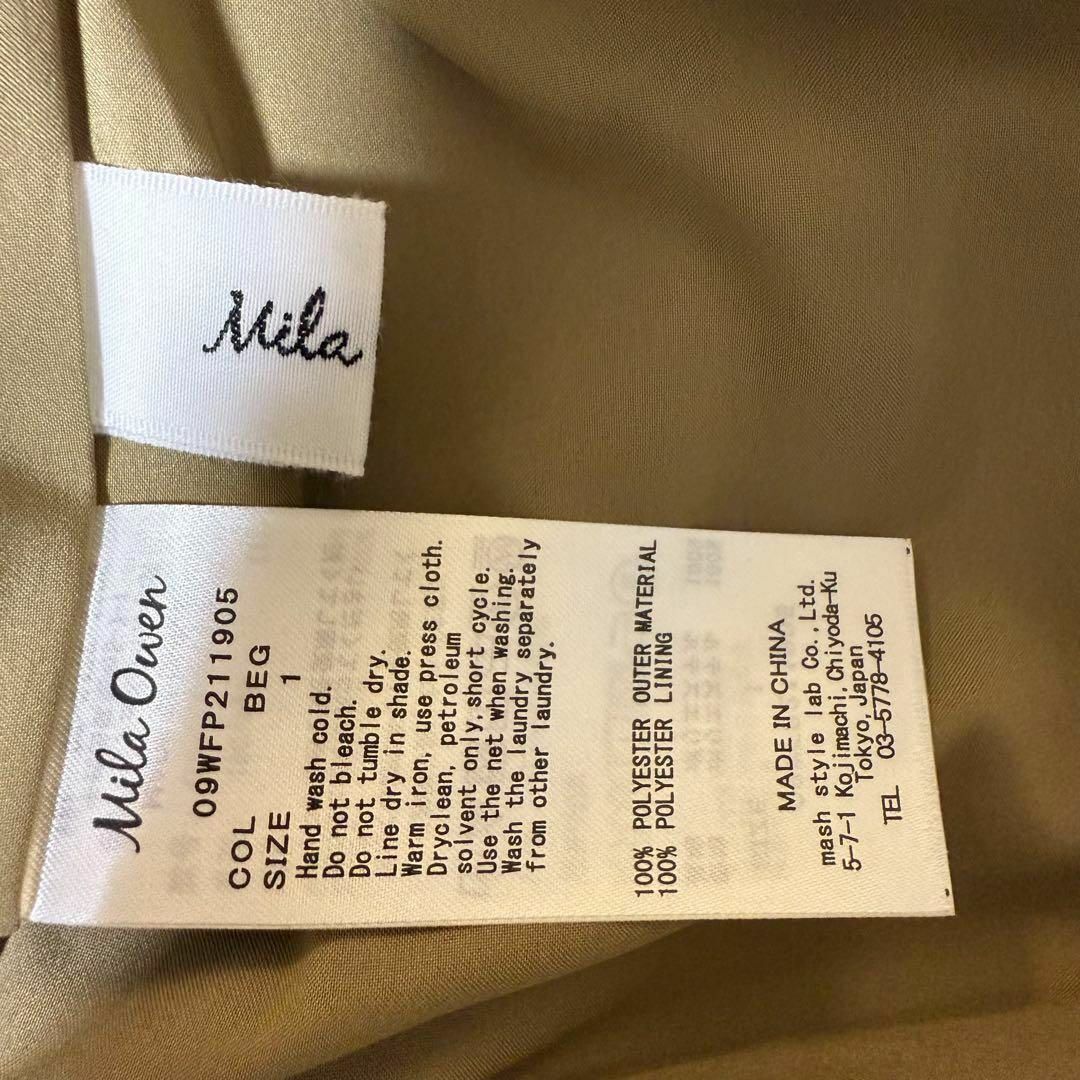 Mila
Mila Owen
09WFP211905
COL BEG
SIZE 1
Hand wash cold.
Do not bleach.
Do not tumble dry.
Line dry in shade.
Warm iron, use press cloth.
Dryclean, petroleum
solvent only, short cycle.
Use the net when washing.
Wash the laundry separately
from other laundry.
100% POLYESTER OUTER MATERIAL
100% POLYESTER LINING
MADE IN CHINA
mash style lab Co., Ltd.
5-7-1 Kojimachi, Chiyoda-Ku
Tokyo, Japan
TEL 03-5778-4105